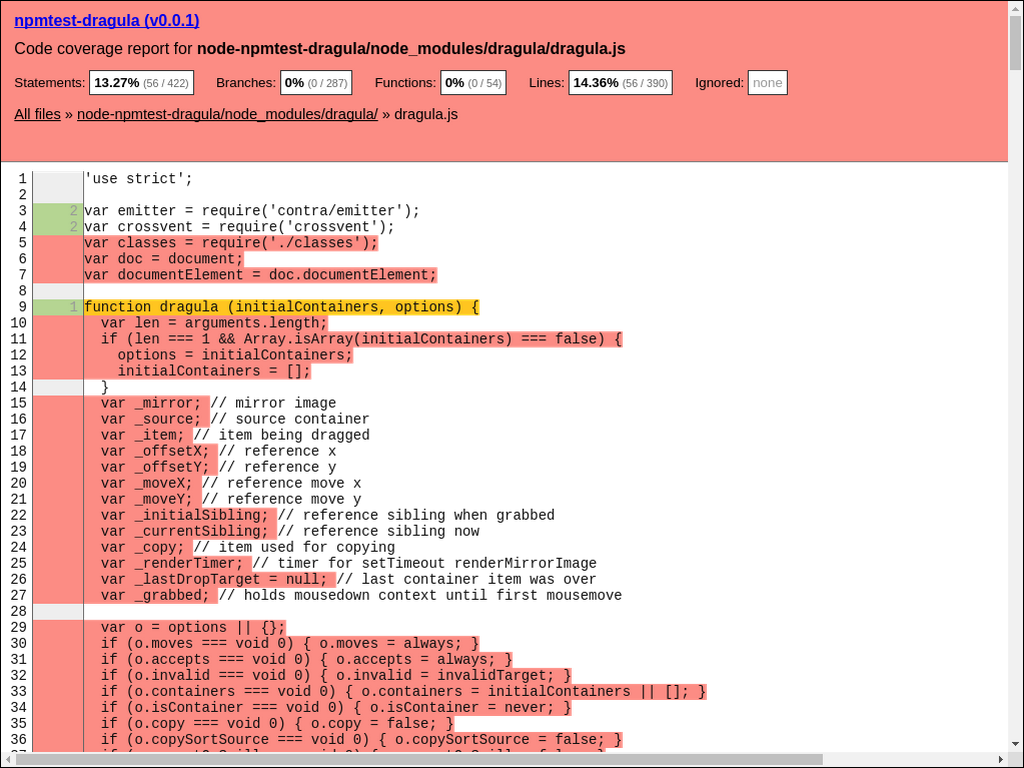 npmtest-dragula (v0.0.1)
Code coverage report for node-npmtest-dragula/node_modules/dragula/dragula.js
Statements: 13.27% (56 / 422) Branches: 0% (0 / 287) Functions: 0% (0 / 54) Lines: 14.36% (56 / 390) Ignored: none
All files » node-npmtest-dragula/node_modules/dragula/ » dragula.js
1 'use strict';
2
3 2 var emitter = require('contra/emitter');
4 2 var crossvent = require('crossvent');
5 var classes = require('./classes');
6 var doc = document;
7 var documentElement = doc.documentElement;
8
9 1 function dragula (initialContainers, options) {
10 var len = arguments.length;
11 if (len === 1 && Array.isArray(initialContainers) === false) {
12 options = initialContainers;
13 initialContainers = [];
14 }
15 var _mirror; // mirror image
16 var _source; // source container
17 var _item; // item being dragged
18 var _offsetX; // reference x
19 var _offsetY; // reference y
20 var _moveX; // reference move x
21 var _moveY; // reference move y
22 var _initialSibling; // reference sibling when grabbed
23 var _currentSibling; // reference sibling now
24 var _copy; // item used for copying
25 var _renderTimer; // timer for setTimeout renderMirrorImage
26 var _lastDropTarget = null; // last container item was over
27 var _grabbed; // holds mousedown context until first mousemove
28
29 var o = options || {};
30 if (o.moves === void 0) { o.moves = always; }
31 if (o.accepts === void 0) { o.accepts = always; }
32 if (o.invalid === void 0) { o.invalid = invalidTarget; }
33 if (o.containers === void 0) { o.containers = initialContainers || []; }
34 if (o.isContainer === void 0) { o.isContainer = never; }
35 if (o.copy === void 0) { o.copy = false; }
36 if (o.copySortSource === void 0) { o.copySortSource = false; }